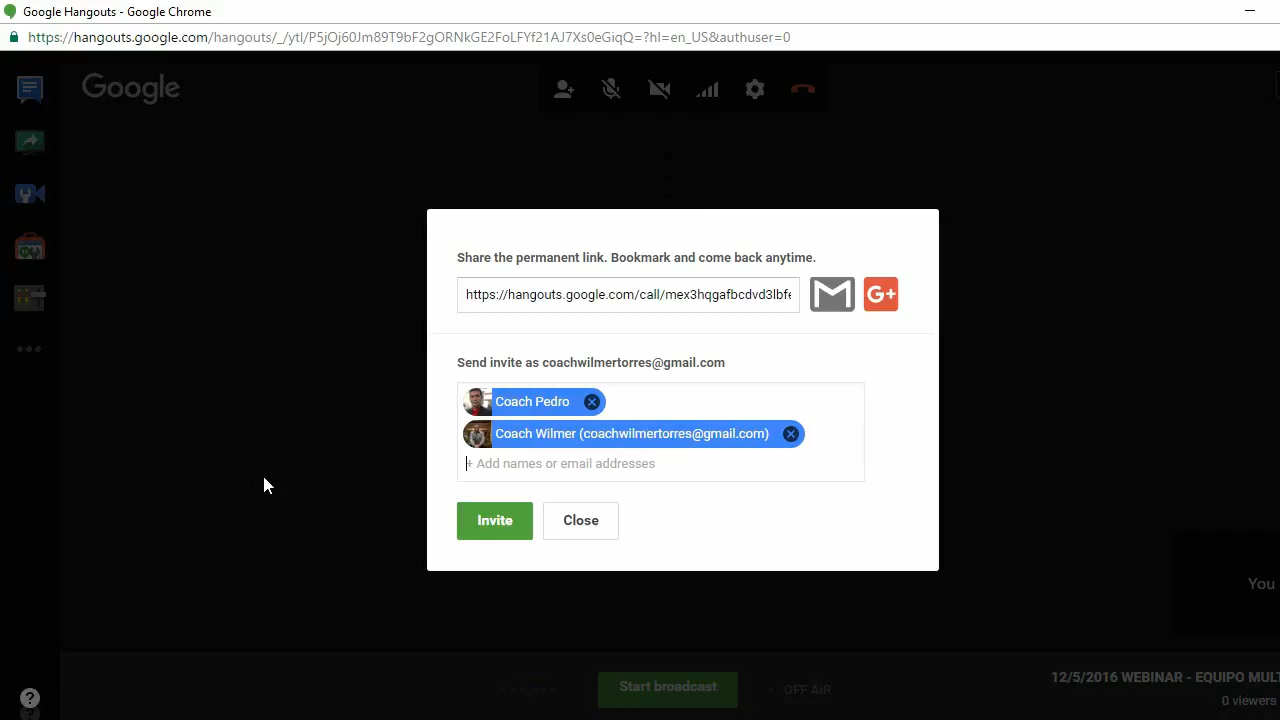 Google Hangouts - Google Chrome
https://hangouts.google.com/hangouts/_/ytl/P5jOj60Jm89T9bF2gORNkGE2FoLFYf21AJ7Xs0eGiqQ=?hl=en_US&authuser=0
Google
Share the permanent link. Bookmark and come back anytime.
https://hangouts.google.com/call/mex3hqgafbcdvd3lbfe
G+
Send invite as coachwilmertorres@gmail.com
Coach Pedro
Coach Wilmer (coachwilmertorres@gmail.com)
+ Add names or email addresses
Invite
Close
You
Start broadcast
OFF AIR
12/5/2016 WEBINAR - EQUIPO MULT
0 viewers
?